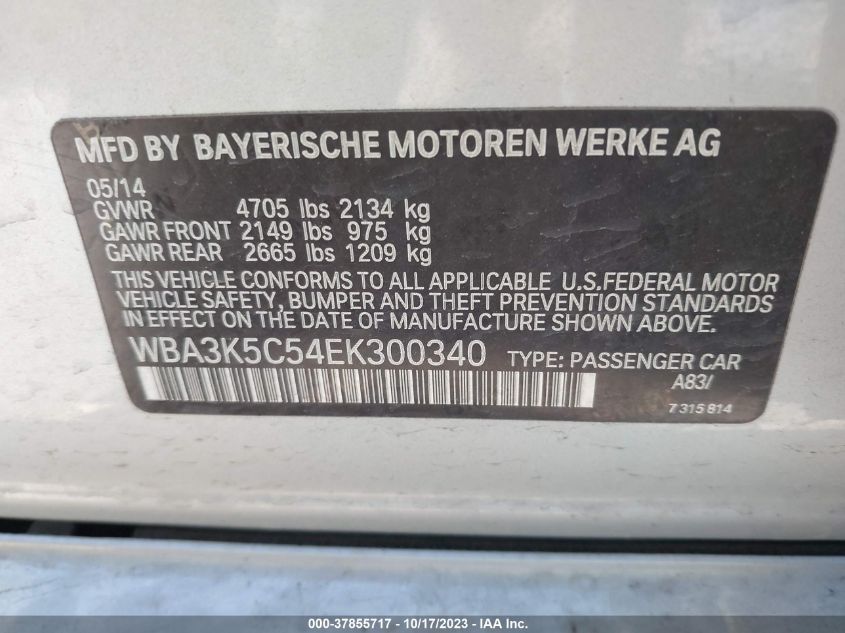 MFD BY BAYERISCHE MOTOREN WERKE AG
05/14
GVWR 4705 lbs 2134 kg
GAWR FRONT 2149 lbs 975 kg
GAWR REAR 2665 lbs 1209 kg
THIS VEHICLE CONFORMS TO ALL APPLICABLE U.S.FEDERAL MOTOR
VEHICLE SAFETY, BUMPER AND THEFT PREVENTION STANDARDS
IN EFFECT ON THE DATE OF MANUFACTURE SHOWN ABOVE.
WBA3K5C54EK300340 TYPE: PASSENGER CAR
A83/
7 315 814
000-37855717 - 10/17/2023 - IAA Inc.